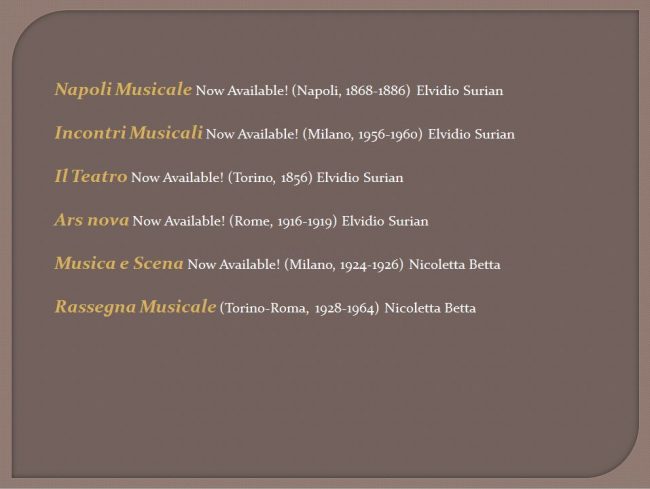 Napoli Musicale Now Available! (Napoli, 1868-1886) Elvidio Surian
Incontri Musicali Now Available! (Milano, 1956-1960) Elvidio Surian
Il Teatro Now Available! (Torino, 1856) Elvidio Surian
Ars nova Now Available! (Rome, 1916-1919) Elvidio Surian
Musica e Scena Now Available! (Milano, 1924-1926) Nicoletta Betta
Rassegna Musicale (Torino-Roma, 1928-1964) Nicoletta Betta